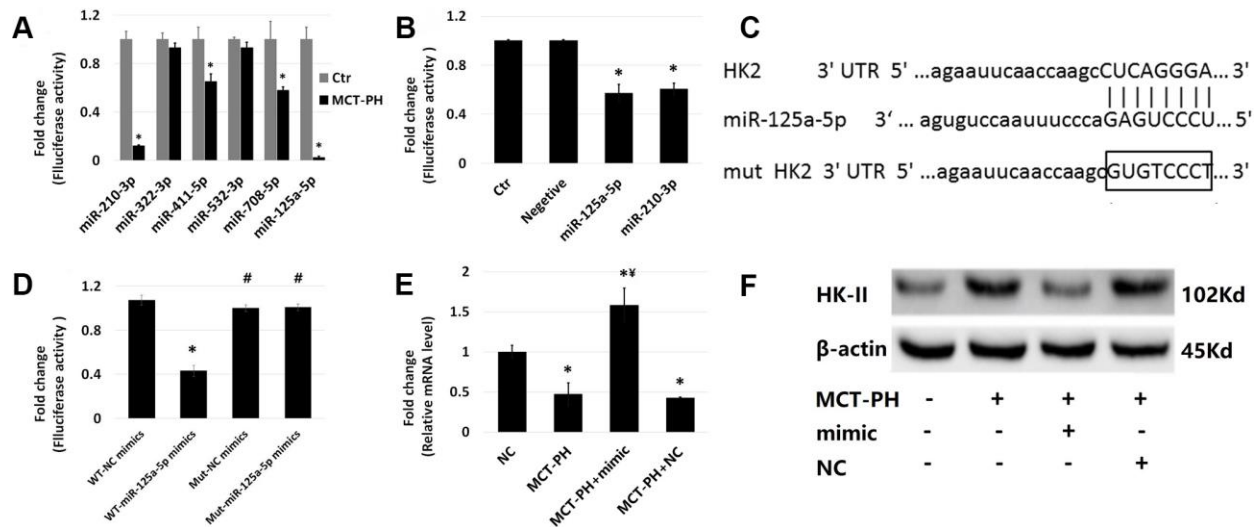 A
Fold change
(Flluciferase activity)
1.2
0.8
0.4
0
*
*
*
*
Ctr
MCT-PH
miR-210-3p
miR-322-3p
miR-411-5p
miR-532-3p
miR-708-5p
miR-125a-5p
B
Fold change
(Flluciferase activity )
1.2
0.8
0.4
0
*
*
Ctr
Negetive
miR-125a-5p
miR-210-3p
C
HK2 3' UTR 5' ...agaauucaaccaagcCUCAGGGA... 3'
miR-125a-5p 3‘ ... aguguccaauuucccaGAGUCCCU... 5'
mut HK2 3' UTR 5' ...agaauucaaccaagcGUGTCCCT... 3'
D
Fold change
(Flluciferase activity )
1.2
0.8
0.4
0
*
#
#
WT-NC mimics
WT-miR-125a-5p mimics
Mut-NC mimics
Mut-miR-125a-5p mimics
E
Fold change
(Relative mRNA level)
2
1.5
1
0.5
0
*
*¥
*
NC
MCT-PH
MCT-PH+mimic
MCT-PH+NC
F
HK-II 102Kd
β-actin 45Kd
MCT-PH - + + +
mimic - - + -
NC - - - +